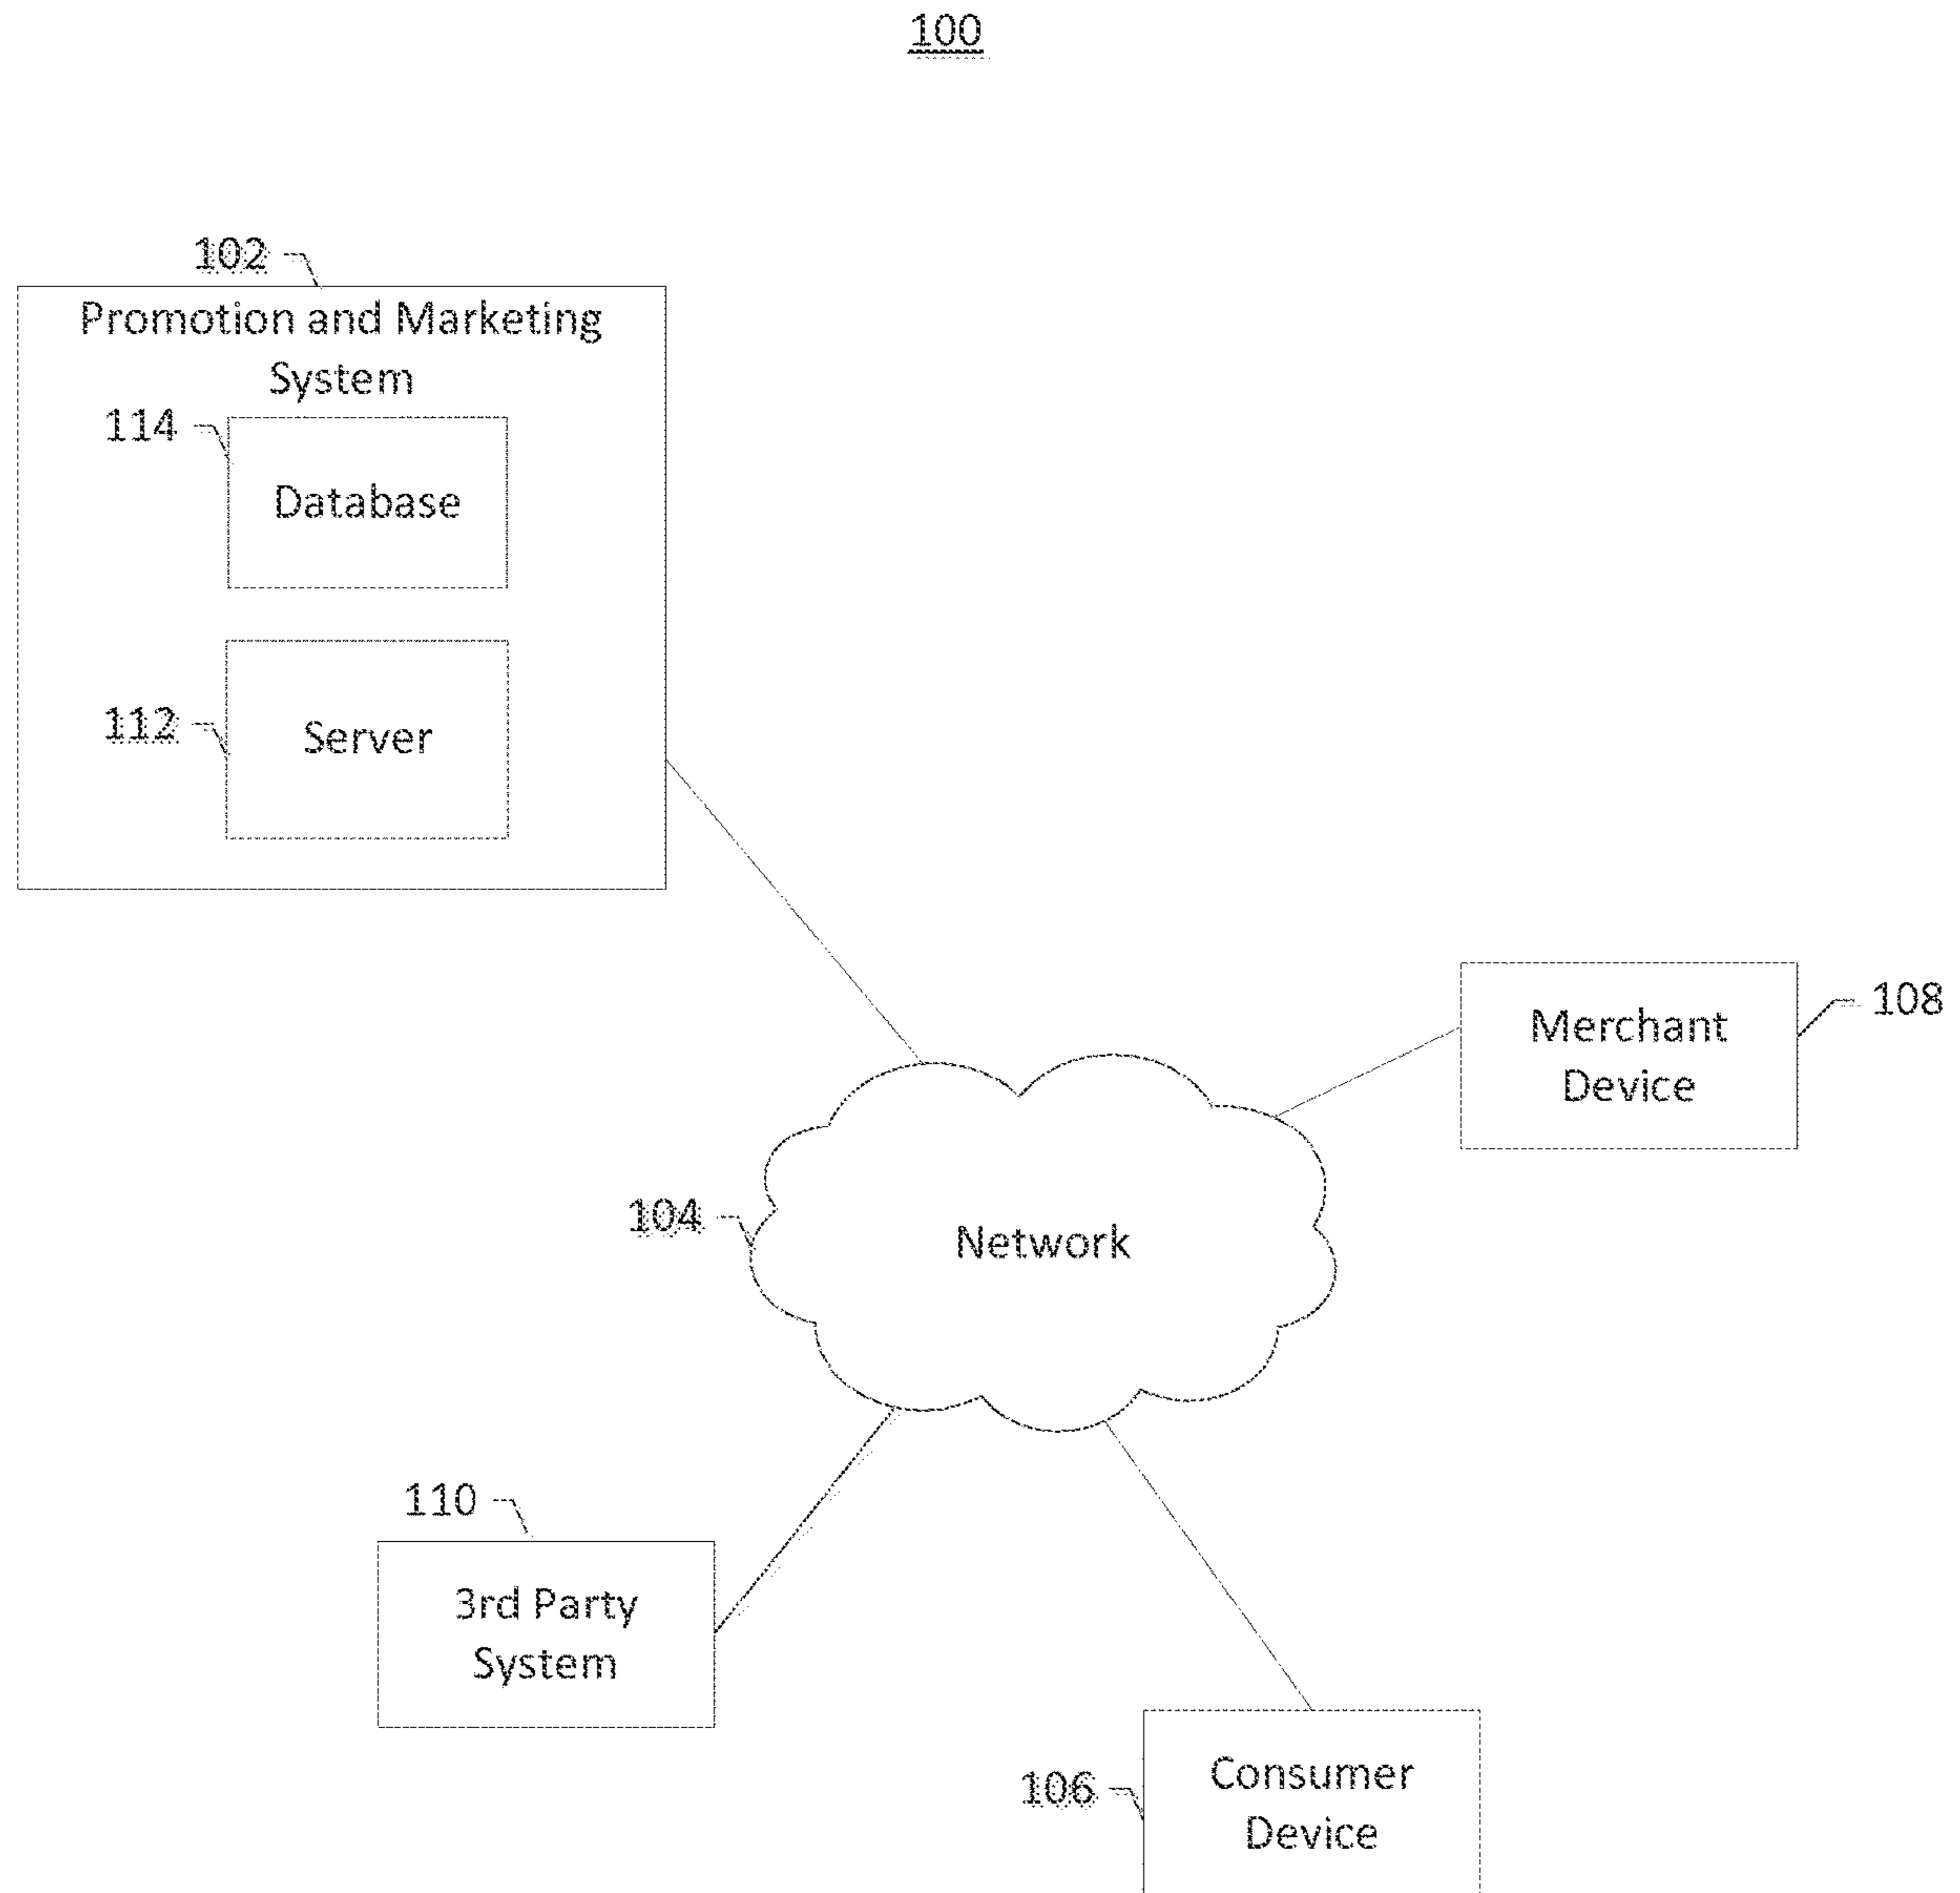 100
102
Promotion and Marketing
System
114
Database
112
Server
108
Merchant
Device
104
Network
110
3rd Party
System
106
Consumer
Device